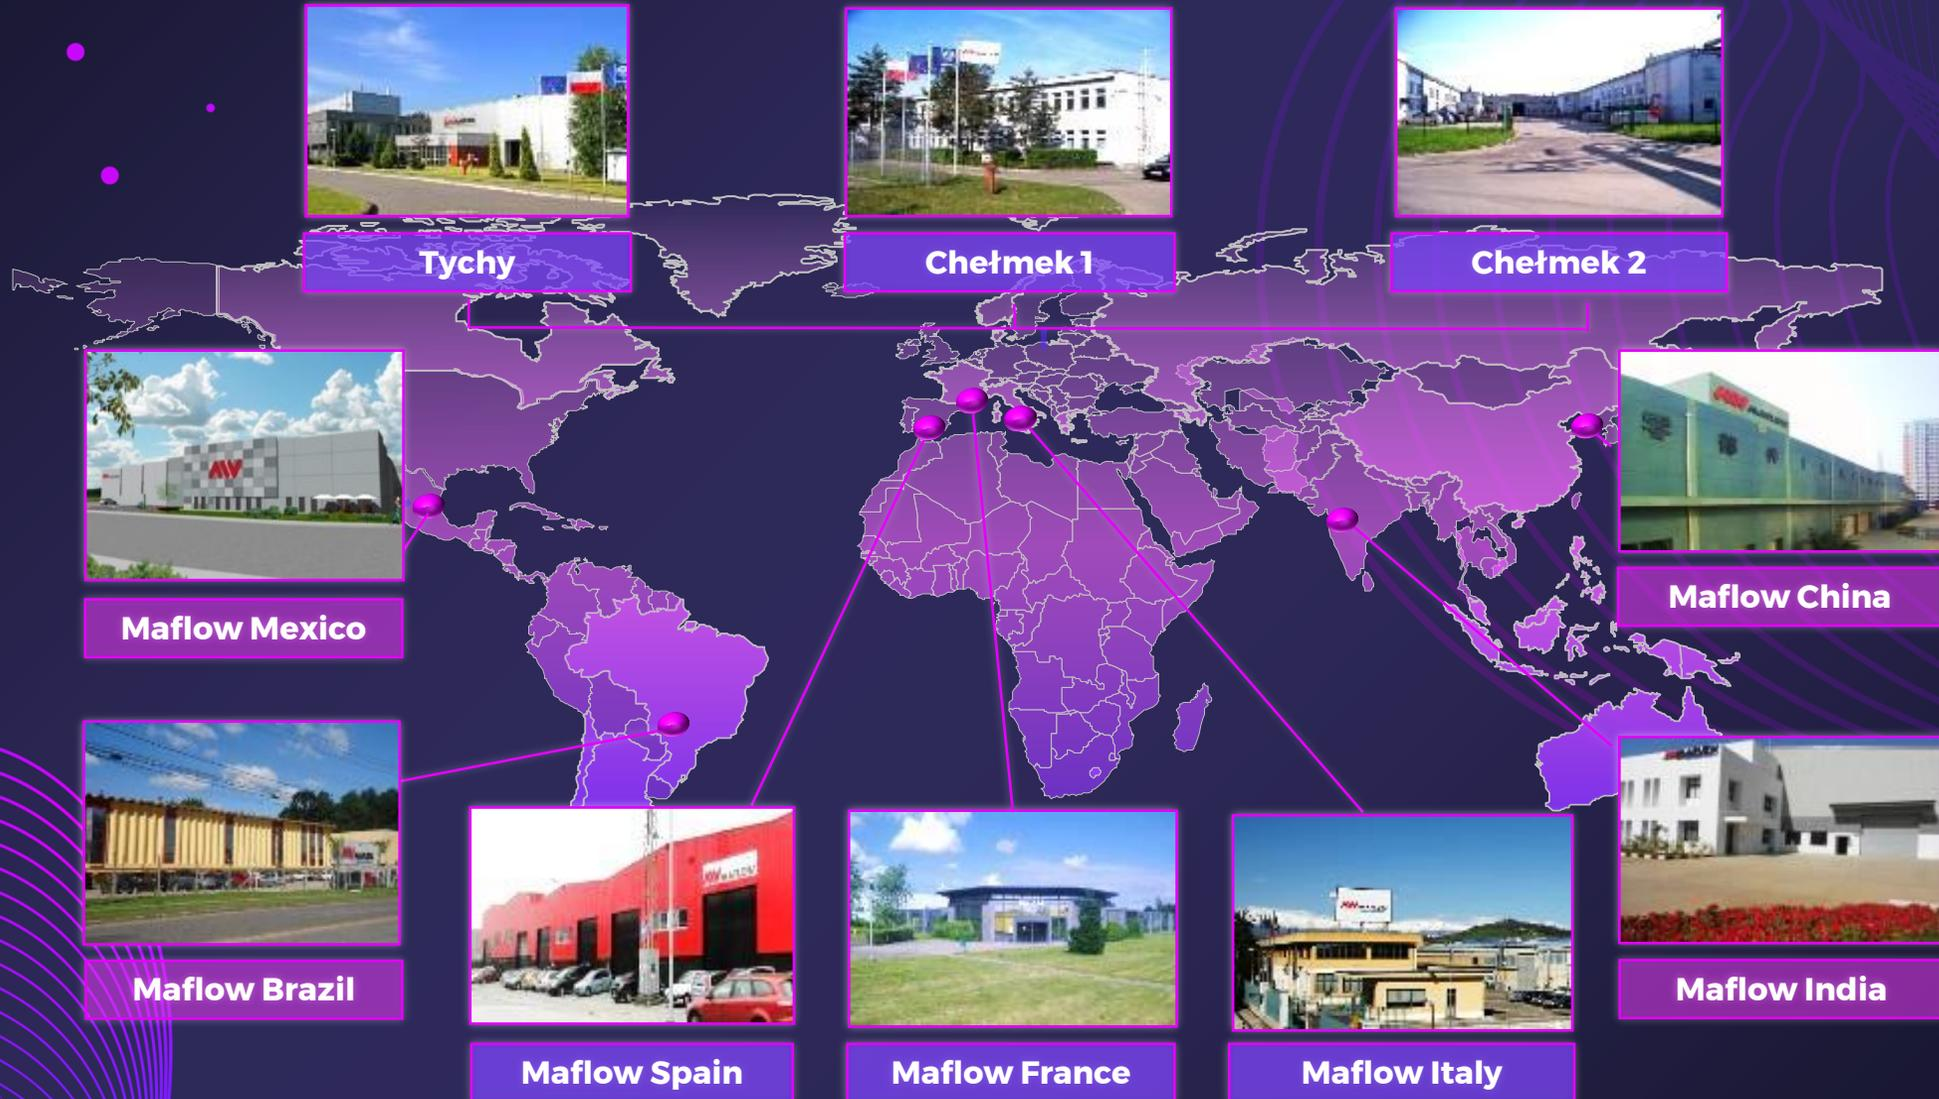 Tychy
Chełmek 1
Chełmek 2
Maflow Mexico
Maflow China
Maflow Brazil
Maflow India
Maflow Spain
Maflow France
Maflow Italy